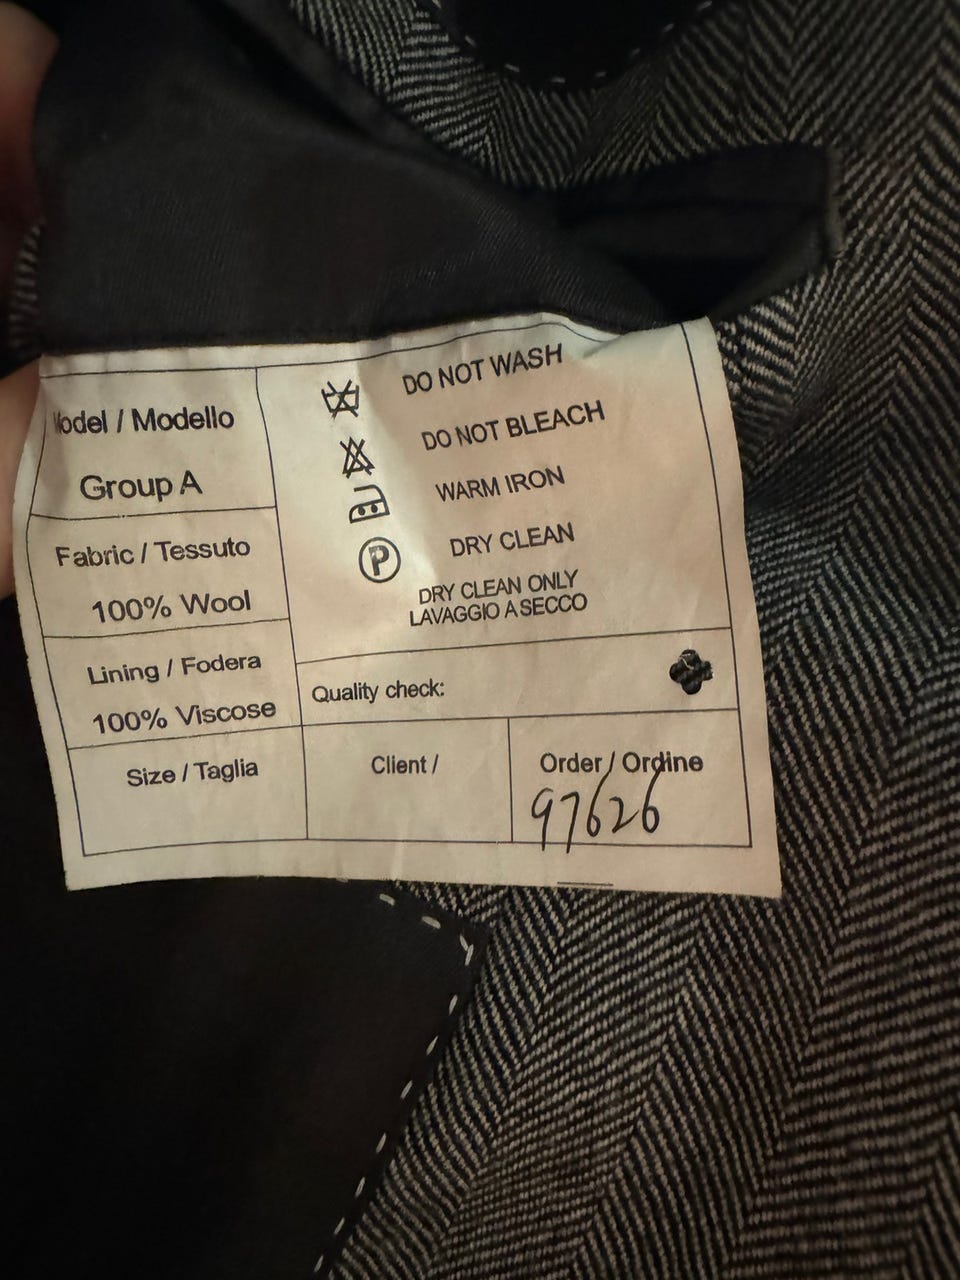 Model / Modello
Group A
Fabric / Tessuto
100% Wool
Lining / Fodera
100% Viscose
Size / Taglia
DO NOT WASH
DO NOT BLEACH
WARM IRON
P
DRY CLEAN
DRY CLEAN ONLY
LAVAGGIO A SECCO
Quality check:
Client /
Order / Ordine
97626